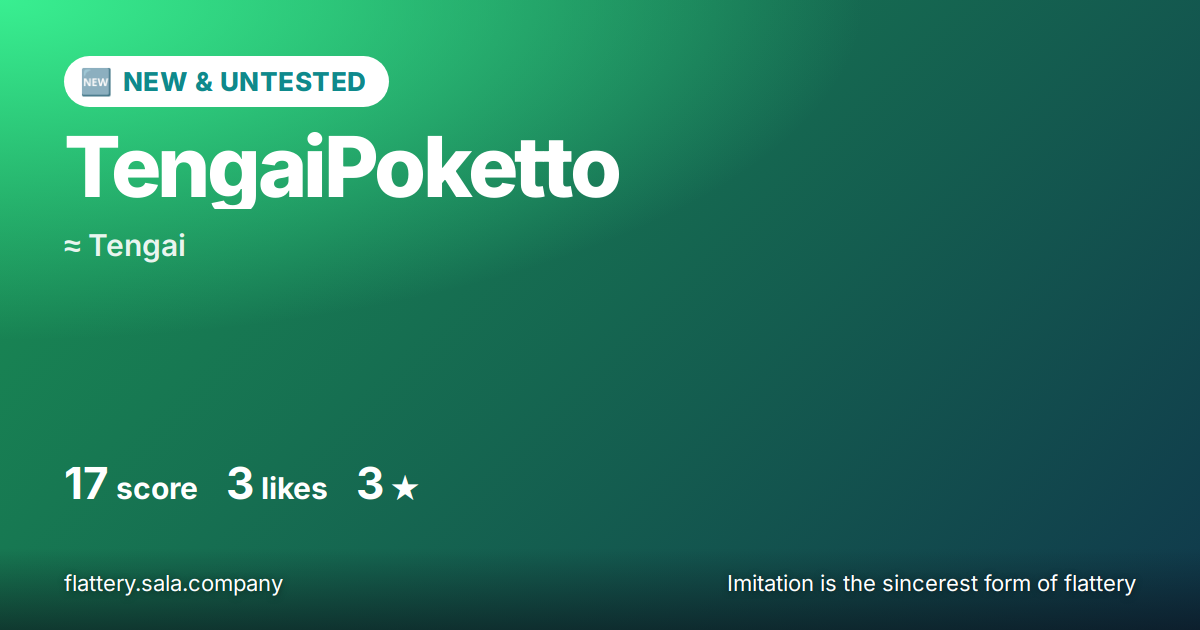 🆕 NEW & UNTESTED
TengaiPoketto
≈ Tengai
17 score 3 likes 3 ★
flattery.sala.company
Imitation is the sincerest form of flattery